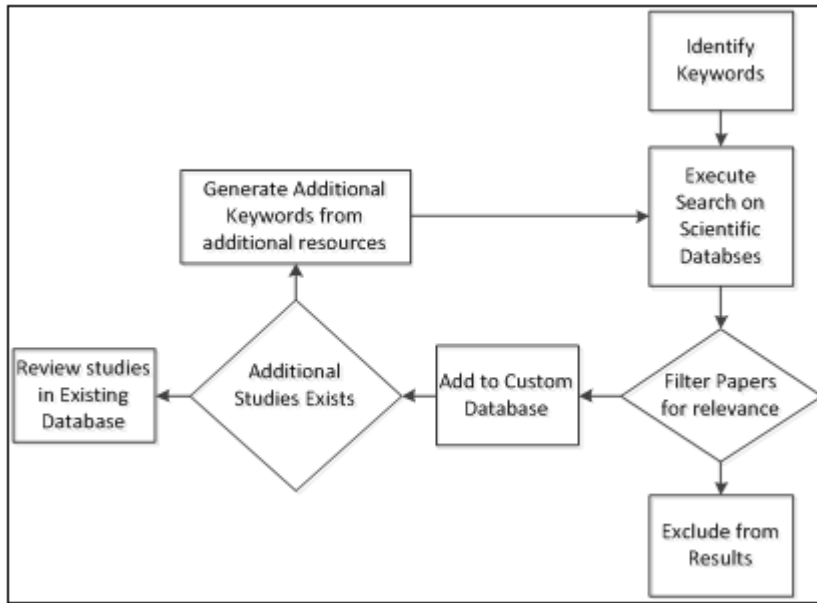 Identify
Keywords
Generate Additional
Keywords from
additional resources
Execute
Search on
Scientific
Databses
Review studies
in Existing
Database
Additional
Studies Exists
Add to Custom
Database
Filter Papers
for relevance
Exclude from
Results